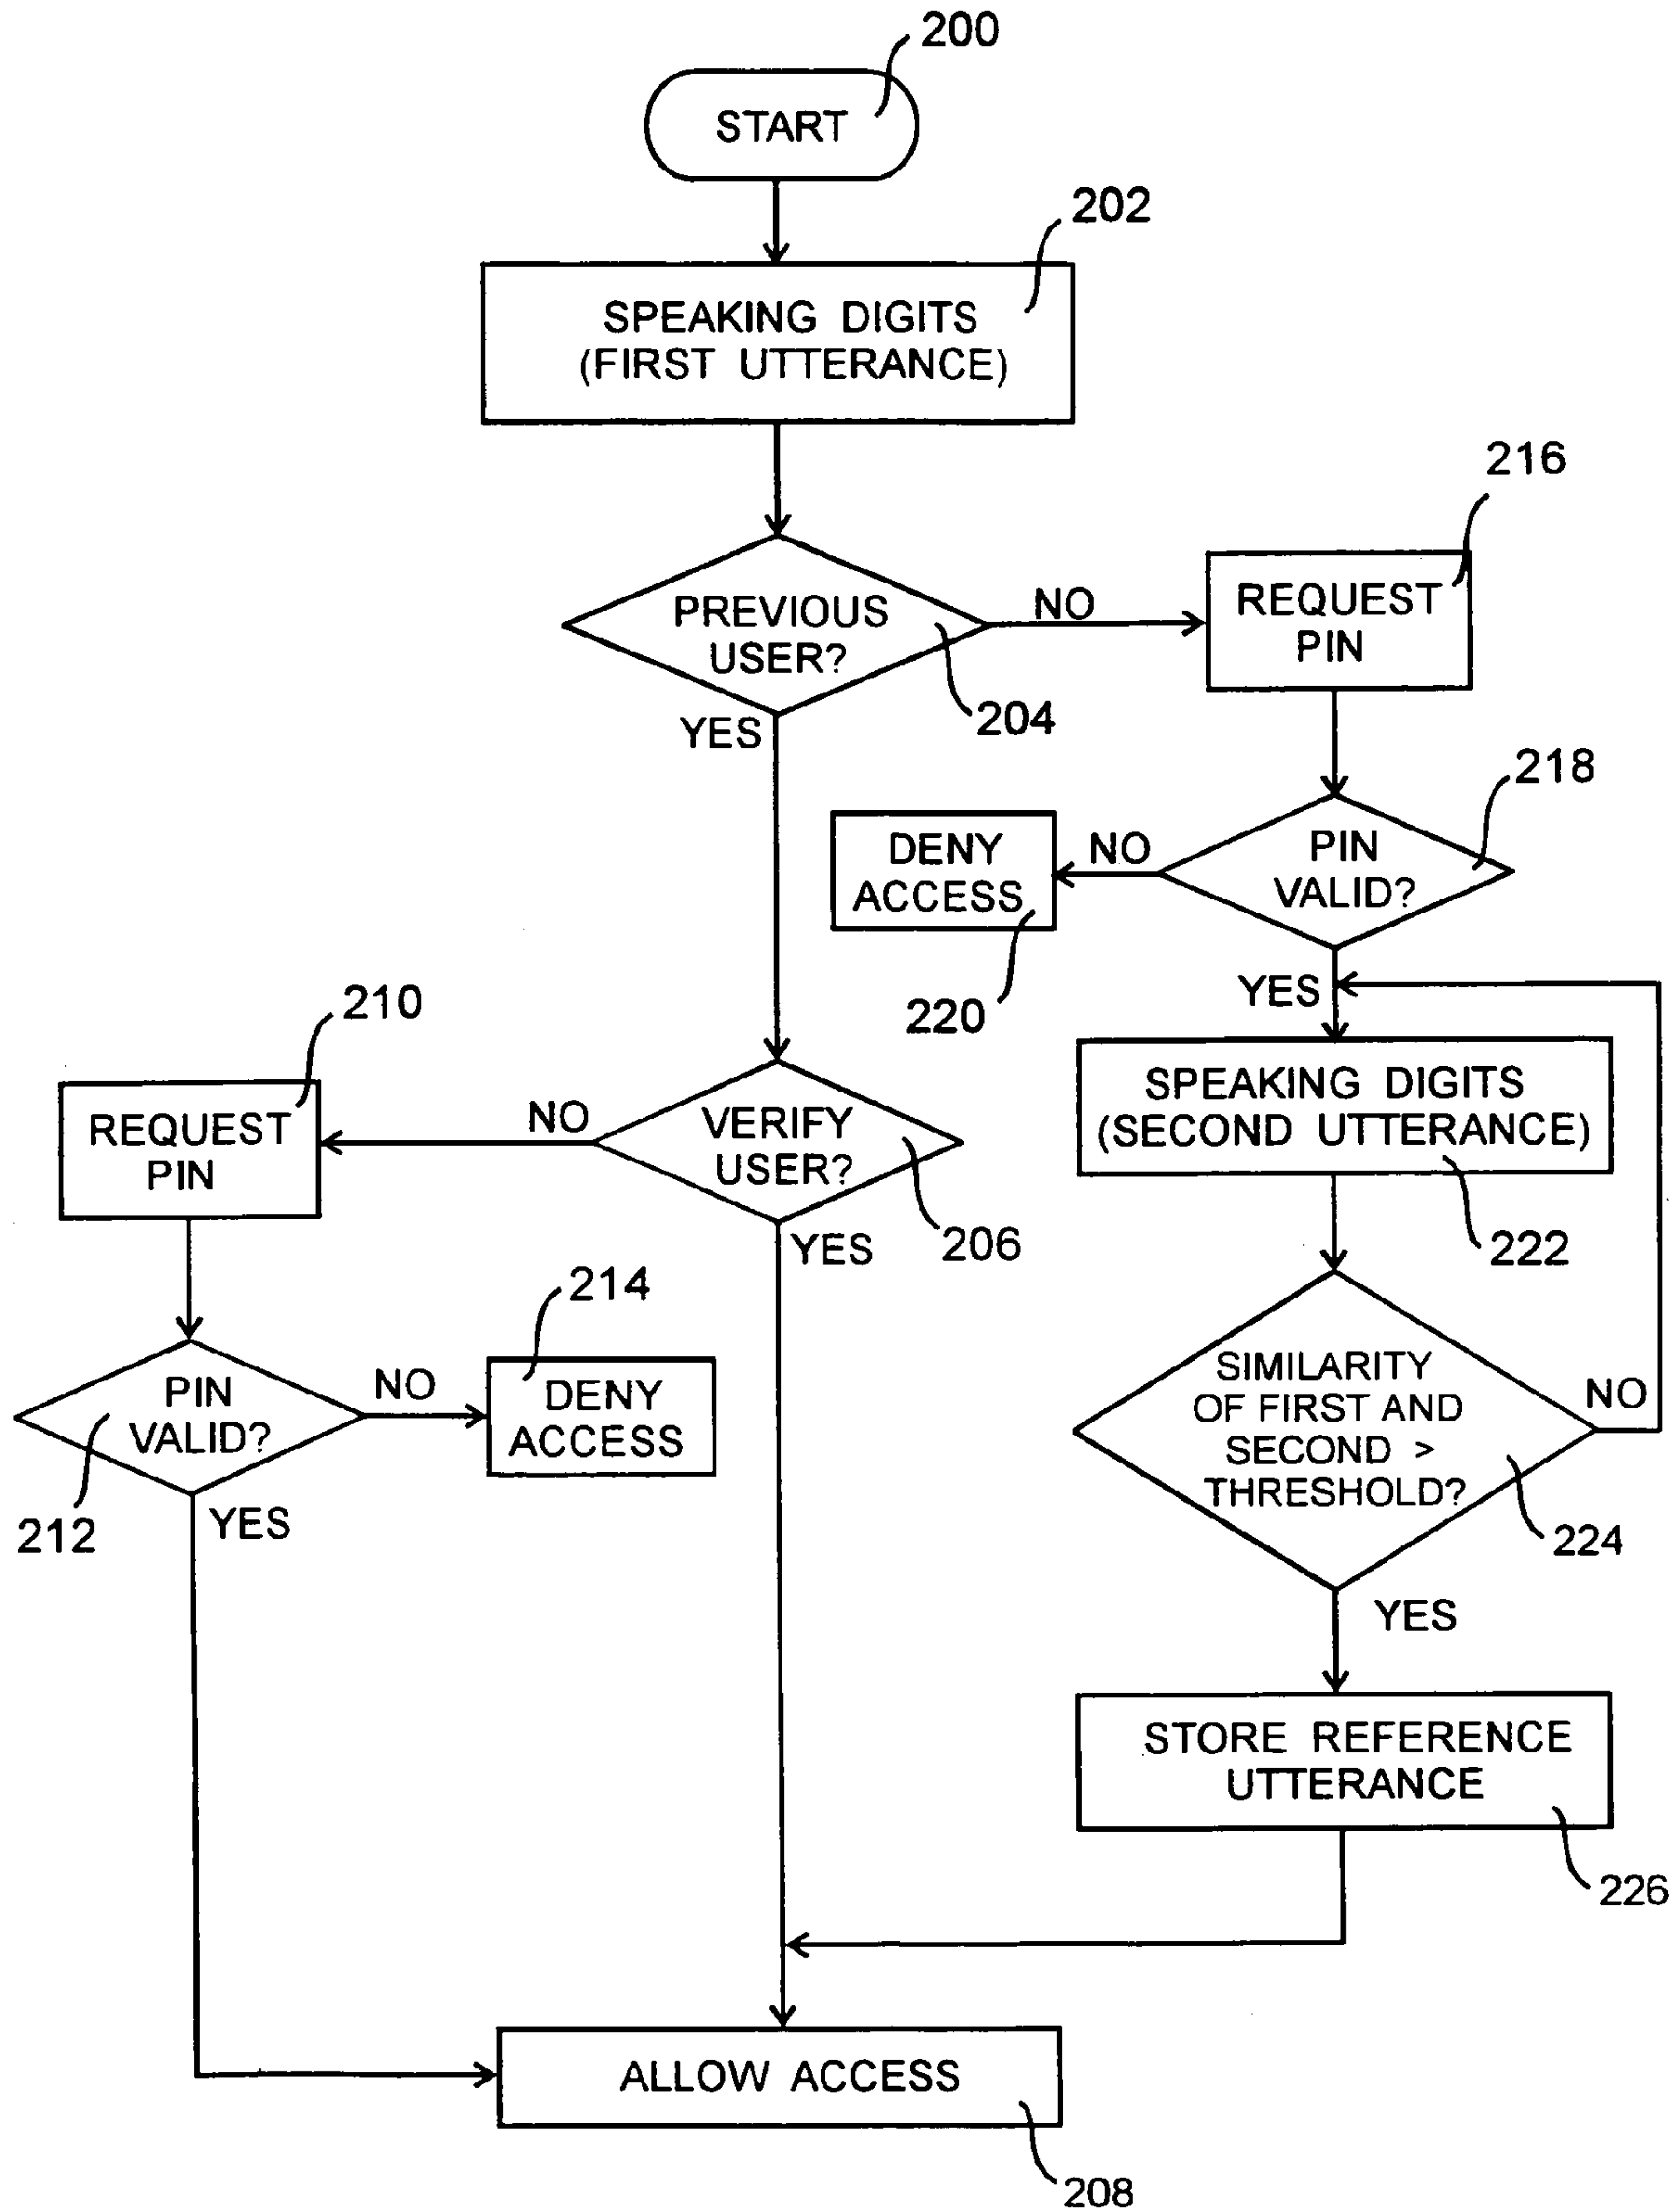 200
START
202
SPEAKING DIGITS
(FIRST UTTERANCE)
216
PREVIOUS
USER?
NO
REQUEST
PIN
204
YES
218
DENY
ACCESS
NO
PIN
VALID?
220
YES
210
SPEAKING DIGITS
(SECOND UTTERANCE)
REQUEST
PIN
NO
VERIFY
USER?
206
YES
222
214
SIMILARITY
OF FIRST AND
SECOND >
THRESHOLD?
NO
PIN
VALID?
NO
DENY
ACCESS
212
YES
224
YES
STORE REFERENCE
UTTERANCE
226
ALLOW ACCESS
208